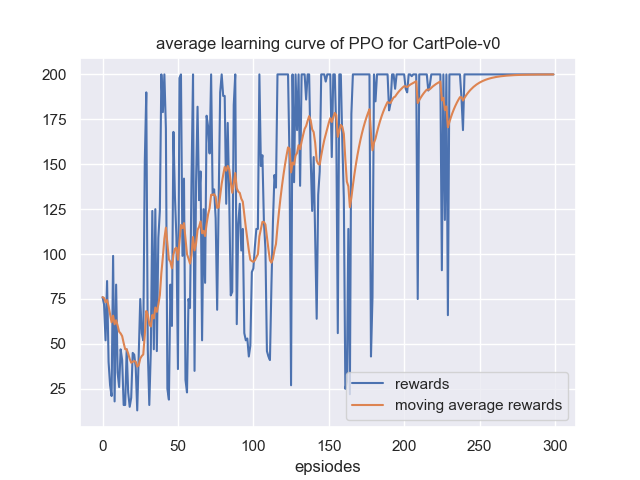 average learning curve of PPO for CartPole-v0
200
175
150
125
100
75
50
25
0 50 100 150 200 250 300
epsiodes
rewards
moving average rewards